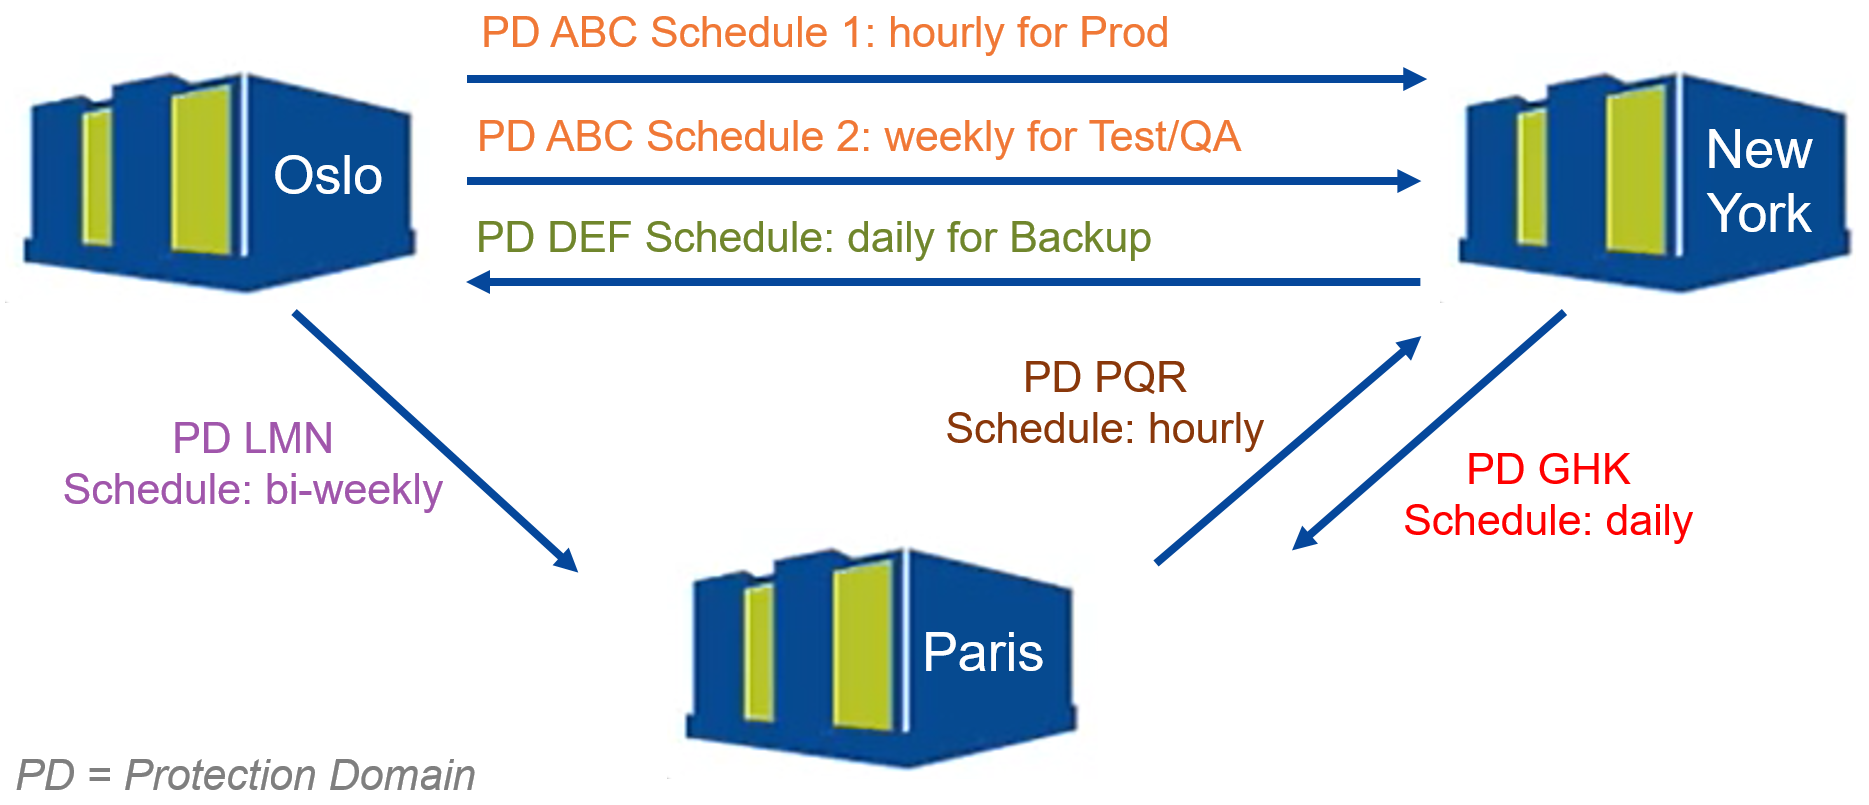 PD ABC Schedule 1: hourly for Prod
PD ABC Schedule 2: weekly for Test/QA
PD DEF Schedule: daily for Backup
Oslo
New
York
PD PQR
Schedule: hourly
PD LMN
Schedule: bi-weekly
PD GHK
Schedule: daily
Paris
PD = Protection Domain